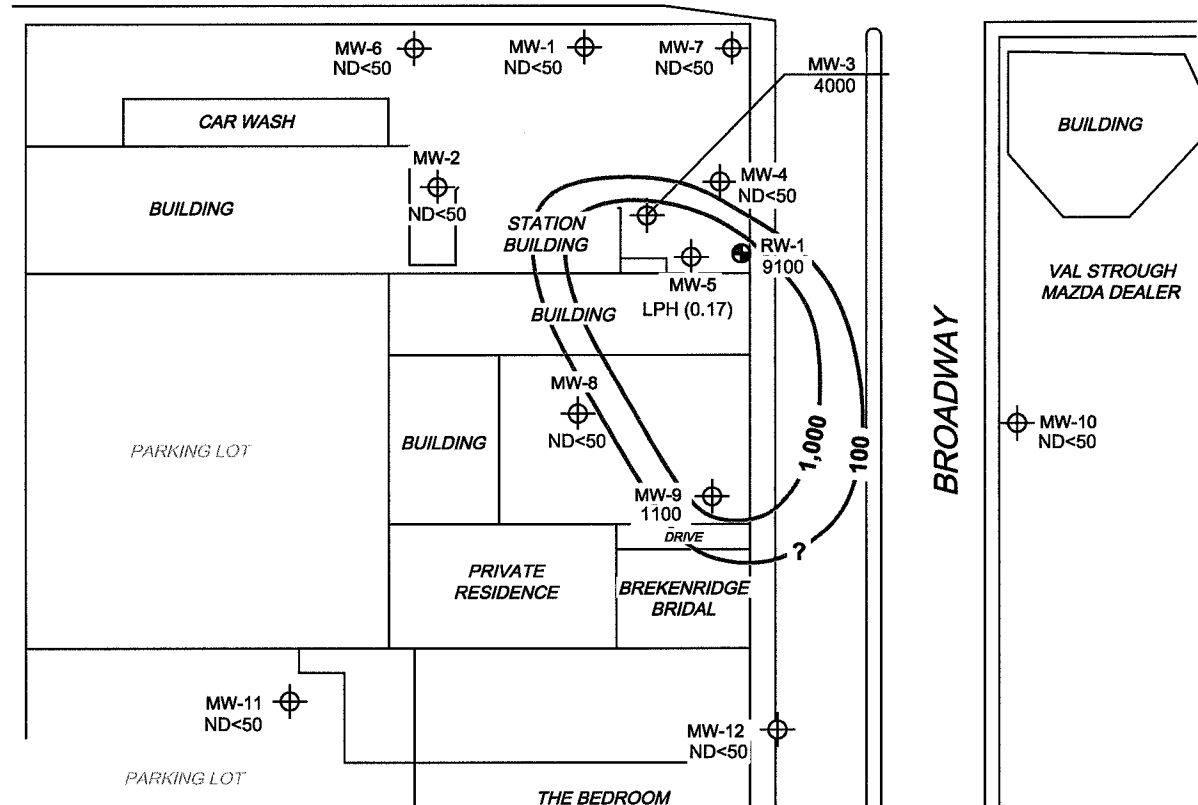 MW-6
ND<50
MW-1
ND<50
MW-7
ND<50
MW-3
4000
CAR WASH
BUILDING
MW-2
ND<50
MW-4
ND<50
BUILDING
STATION
BUILDING
RW-1
9100
MW-5
LPH (0.17)
VAL STROUGH
MAZDA DEALER
BUILDING
BROADWAY
MW-8
ND<50
1,000
100
MW-10
ND<50
PARKING LOT
BUILDING
MW-9
1100
DRIVE
?
PRIVATE
RESIDENCE
BREKENRIDGE
BRIDAL
MW-11
ND<50
MW-12
ND<50
PARKING LOT
THE BEDROOM